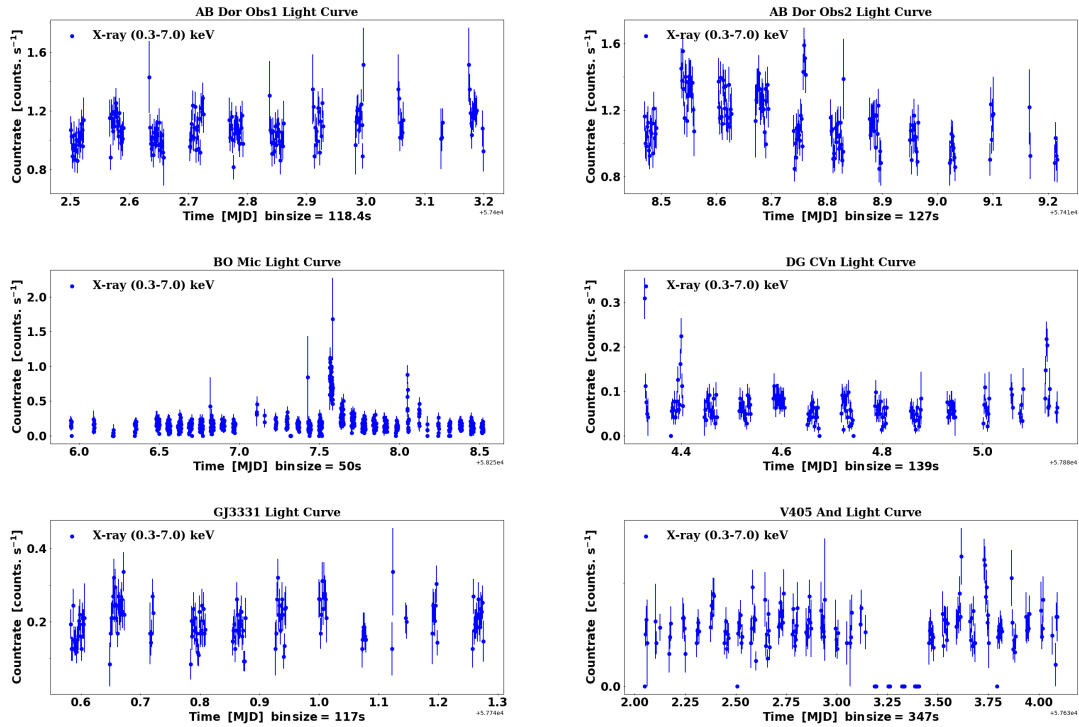 AB Dor Obs1 Light Curve
X-ray (0.3-7.0) keV
Countrate [counts. s⁻¹]
1.6
1.2
0.8
2.5 2.6 2.7 2.8 2.9 3.0 3.1 3.2
Time [MJD] binsize = 118.4s
+5.74e4
AB Dor Obs2 Light Curve
X-ray (0.3-7.0) keV
Countrate [counts. s⁻¹]
1.6
1.2
0.8
8.5 8.6 8.7 8.8 8.9 9.0 9.1 9.2
Time [MJD] binsize = 127s
+5.741e4
BO Mic Light Curve
X-ray (0.3-7.0) keV
Countrate [counts. s⁻¹]
2.0
1.5
1.0
0.5
0.0
6.0 6.5 7.0 7.5 8.0 8.5
Time [MJD] binsize = 50s
+5.825e4
DG CVn Light Curve
X-ray (0.3-7.0) keV
Countrate [counts. s⁻¹]
0.3
0.2
0.1
0.0
4.4 4.6 4.8 5.0
Time [MJD] binsize = 139s
+5.788e4
GJ3331 Light Curve
X-ray (0.3-7.0) keV
Countrate [counts. s⁻¹]
0.4
0.2
0.6 0.7 0.8 0.9 1.0 1.1 1.2 1.3
Time [MJD] binsize = 117s
+5.774e4
V405 And Light Curve
X-ray (0.3-7.0) keV
Countrate [counts. s⁻¹]
0.0
2.00 2.25 2.50 2.75 3.00 3.25 3.50 3.75 4.00
Time [MJD] binsize = 347s
+5.763e4